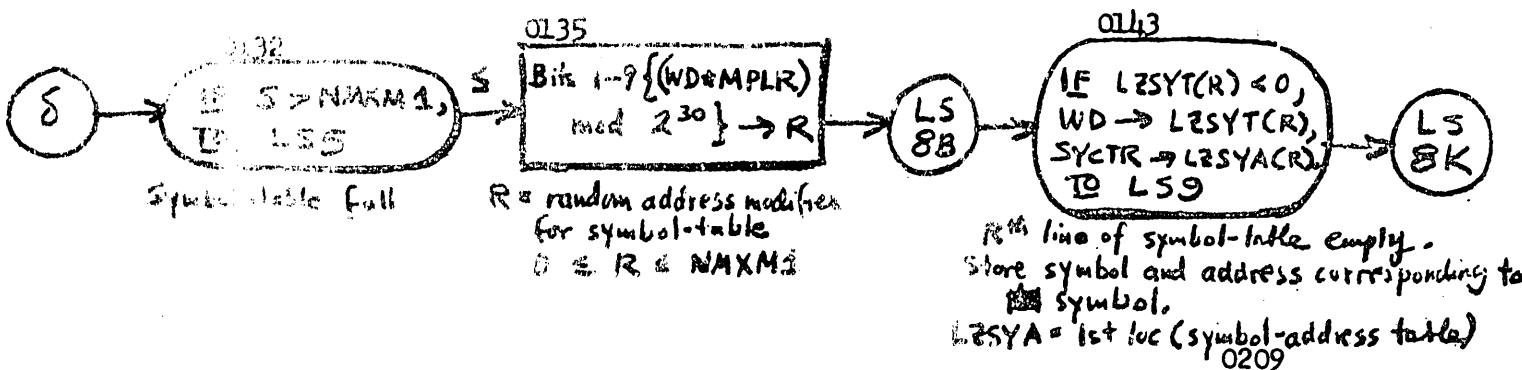 0132
0135
0143
δ
IF S > NMXM1,
TO LS5
≤
Bits 1-9{(WD*MPLR)
mod 2^30} → R
LS
8B
IF LZSYT(R) < 0,
WD → LZSYT(R),
SYCTR → LZSYA(R),
TO LS9
LS
8K
Symbol table full
R = random address modifier
for symbol-table
0 ≤ R ≤ NMXM1
Rth line of symbol-table empty.
Store symbol and address corresponding to
symbol.
LZSYA = 1st loc (symbol-address table)
0209